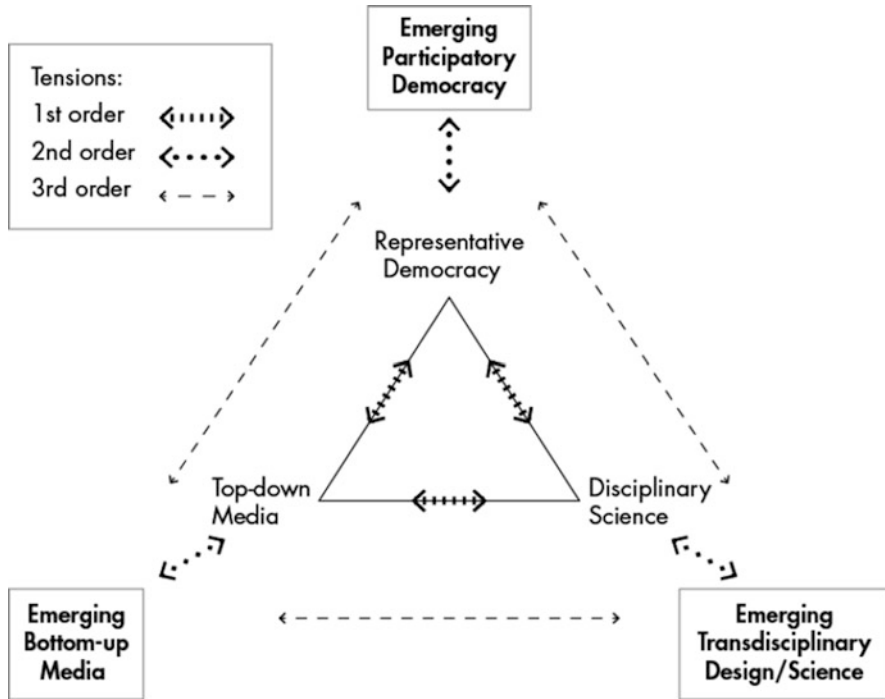 Emerging
Participatory
Democracy
Tensions:
1st order
2nd order
3rd order
Representative
Democracy
Top-down
Media
Disciplinary
Science
Emerging
Bottom-up
Media
Emerging
Transdisciplinary
Design/Science